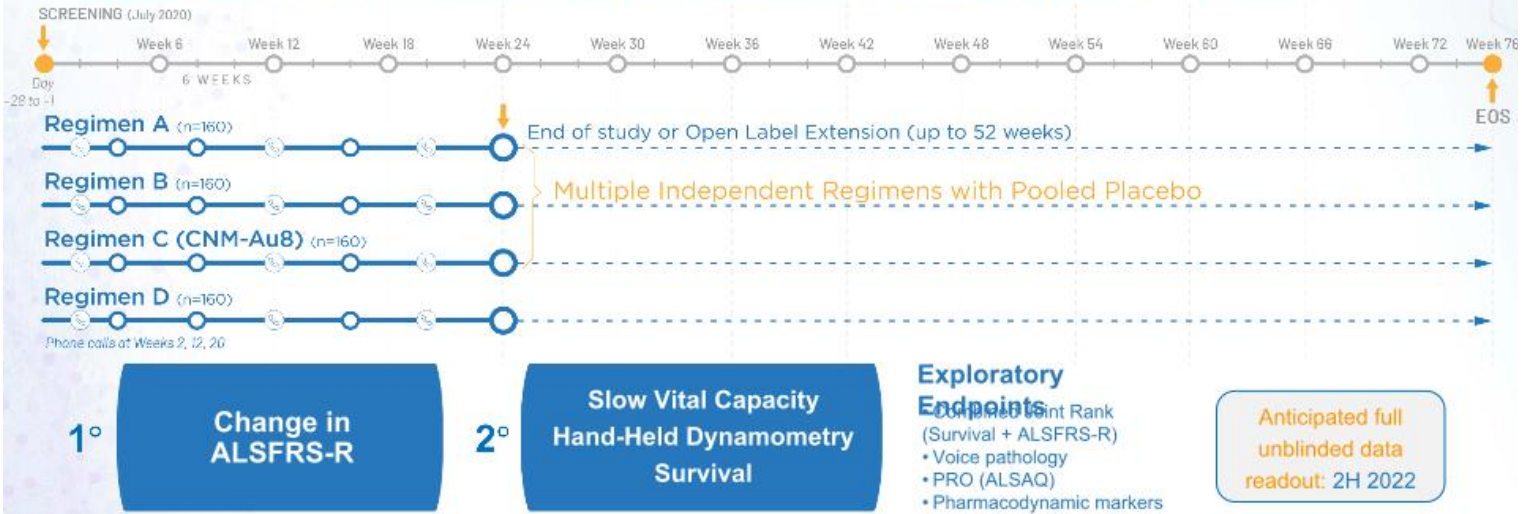 SCREENING (July 2020)
Week 6 Week 12 Week 18 Week 24 Week 30 Week 36 Week 42 Week 48 Week 54 Week 60 Week 66 Week 72 Week 76
6 WEEKS
Day
-28 to -1
EOS
Regimen A (n=160)
End of study or Open Label Extension (up to 52 weeks)
Regimen B (n=160)
Multiple Independent Regimens with Pooled Placebo
Regimen C (CNM-Au8) (n=160)
Regimen D (n=160)
Phone calls at Weeks 2, 12, 20
1°
Change in
ALSFRS-R
2°
Slow Vital Capacity
Hand-Held Dynamometry
Survival
Exploratory
Endpoints
• Combined Joint Rank
(Survival + ALSFRS-R)
• Voice pathology
• PRO (ALSAQ)
• Pharmacodynamic markers
Anticipated full
unblinded data
readout: 2H 2022